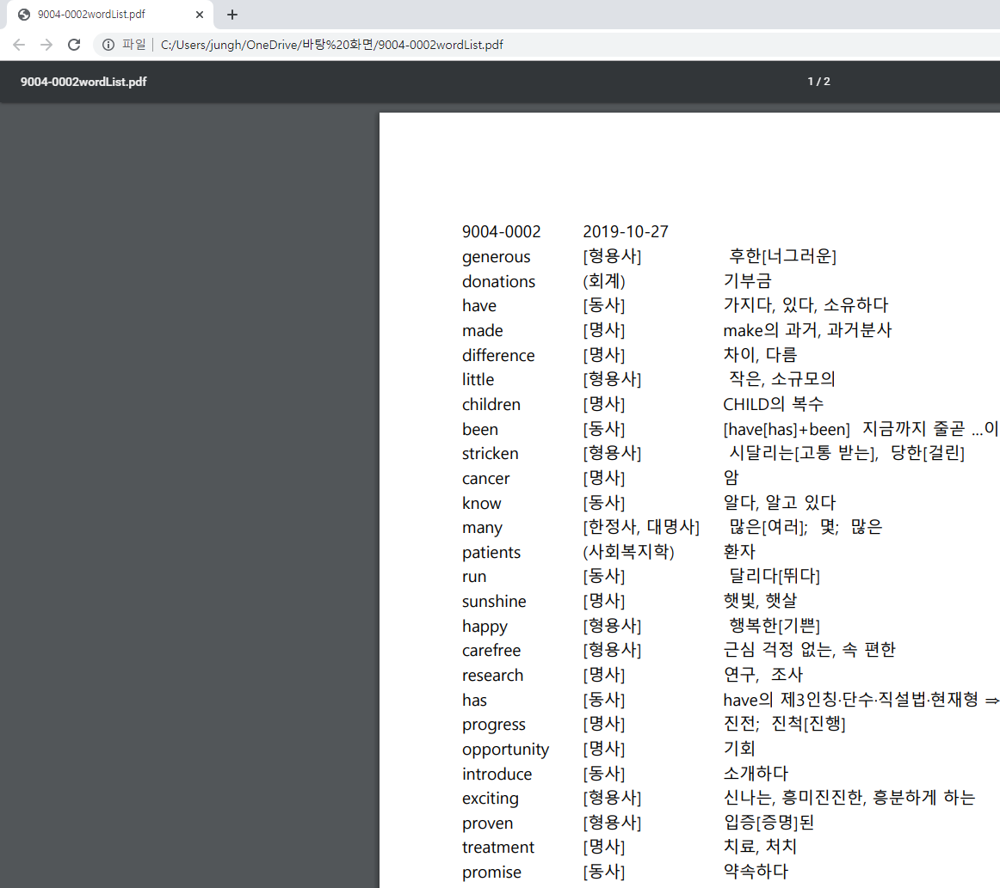 9004-0002wordList.pdf
파일 C:/Users/jungh/OneDrive/바탕%20화면/9004-0002wordList.pdf
9004-0002wordList.pdf 1 / 2
9004-0002 2019-10-27
generous [형용사] 후한[너그러운]
donations (회계) 기부금
have [동사] 가지다, 있다, 소유하다
made [명사] make의 과거, 과거분사
difference [명사] 차이, 다름
little [형용사] 작은, 소규모의
children [명사] CHILD의 복수
been [동사] [have[has]+been] 지금까지 줄곧 ...이
stricken [형용사] 시달리는[고통 받는], 당한[걸린]
cancer [명사] 암
know [동사] 알다, 알고 있다
many [한정사, 대명사] 많은[여러]; 몇; 많은
patients (사회복지학) 환자
run [동사] 달리다[뛰다]
sunshine [명사] 햇빛, 햇살
happy [형용사] 행복한[기쁜]
carefree [형용사] 근심 걱정 없는, 속 편한
research [명사] 연구, 조사
has [동사] have의 제3인칭·단수·직설법·현재형 ⇒
progress [명사] 진전; 진척[진행]
opportunity [명사] 기회
introduce [동사] 소개하다
exciting [형용사] 신나는, 흥미진진한, 흥분하게 하는
proven [형용사] 입증[증명]된
treatment [명사] 치료, 처치
promise [동사] 약속하다